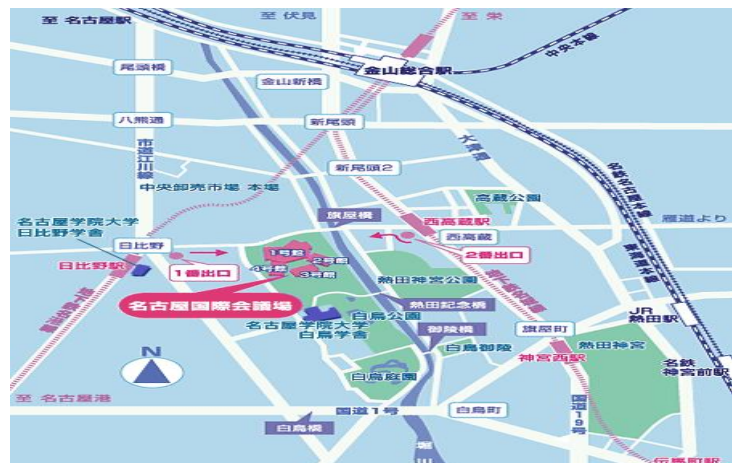 至 名古屋駅
至 伏見
至 栄
尾頭橋
金山新橋
金山総合駅
中央本線
八熊通
新尾頭
大津通
市道江川線
新尾頭2
名鉄名古屋本線
中央卸売市場 本場
高蔵公園
東海道本線
名古屋学院大学
日比野学舎
旗屋橋
西高蔵駅
雁道より
日比野
西高蔵
1号館
2号館
2番出口
日比野駅
1番出口
4号館
3号館
熱田神宮公園
名古屋国際会議場
熱田記念橋
白鳥公園
名古屋学院大学
白鳥学舎
御陵橋
旗屋町
JR
熱田駅
N
白鳥御陵
神宮西駅
熱田神宮
名鉄
神宮前駅
白鳥庭園
至 名古屋港
国道1号
白鳥町
国道19号
白鳥橋
堀川
伝馬町駅